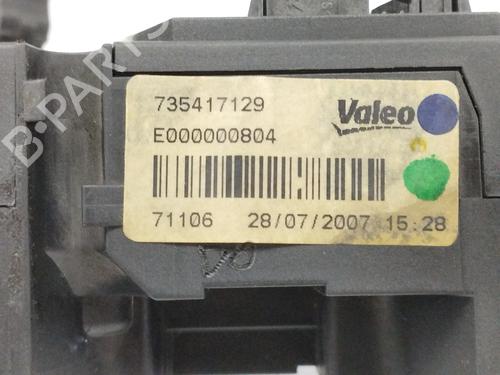 735417129
Valeo
E000000804
71106 28/07/2007 15:28
B-PARTS